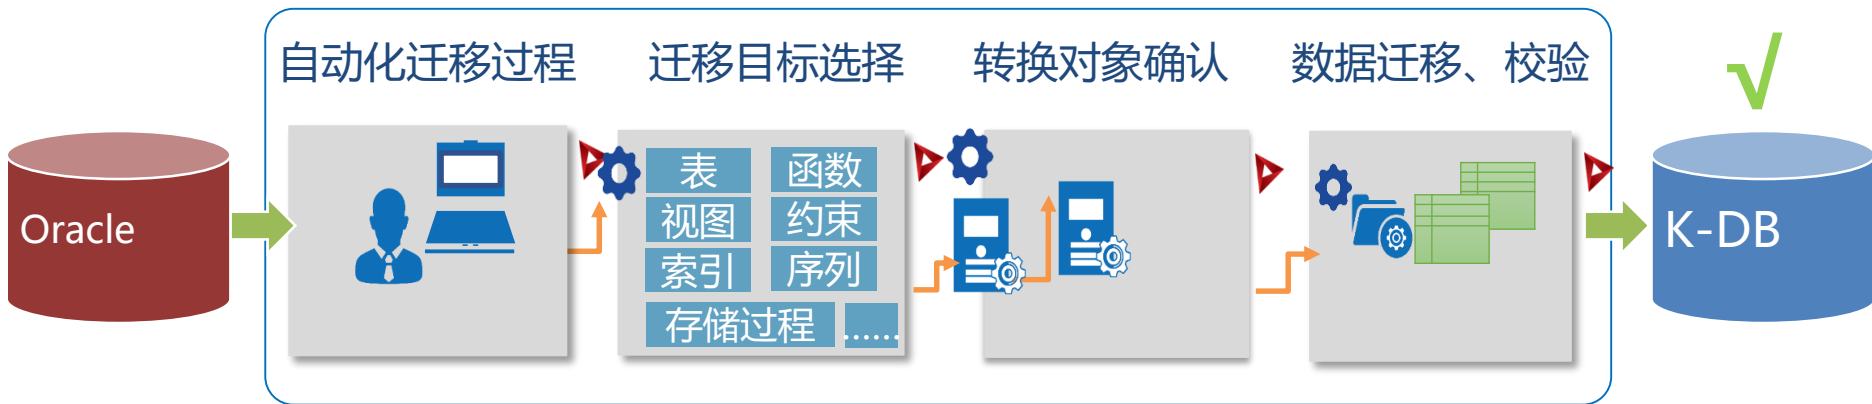 自动化迁移过程
迁移目标选择
转换对象确认
数据迁移、校验
√
Oracle
表
函数
视图
约束
索引
序列
存储过程
......
K-DB